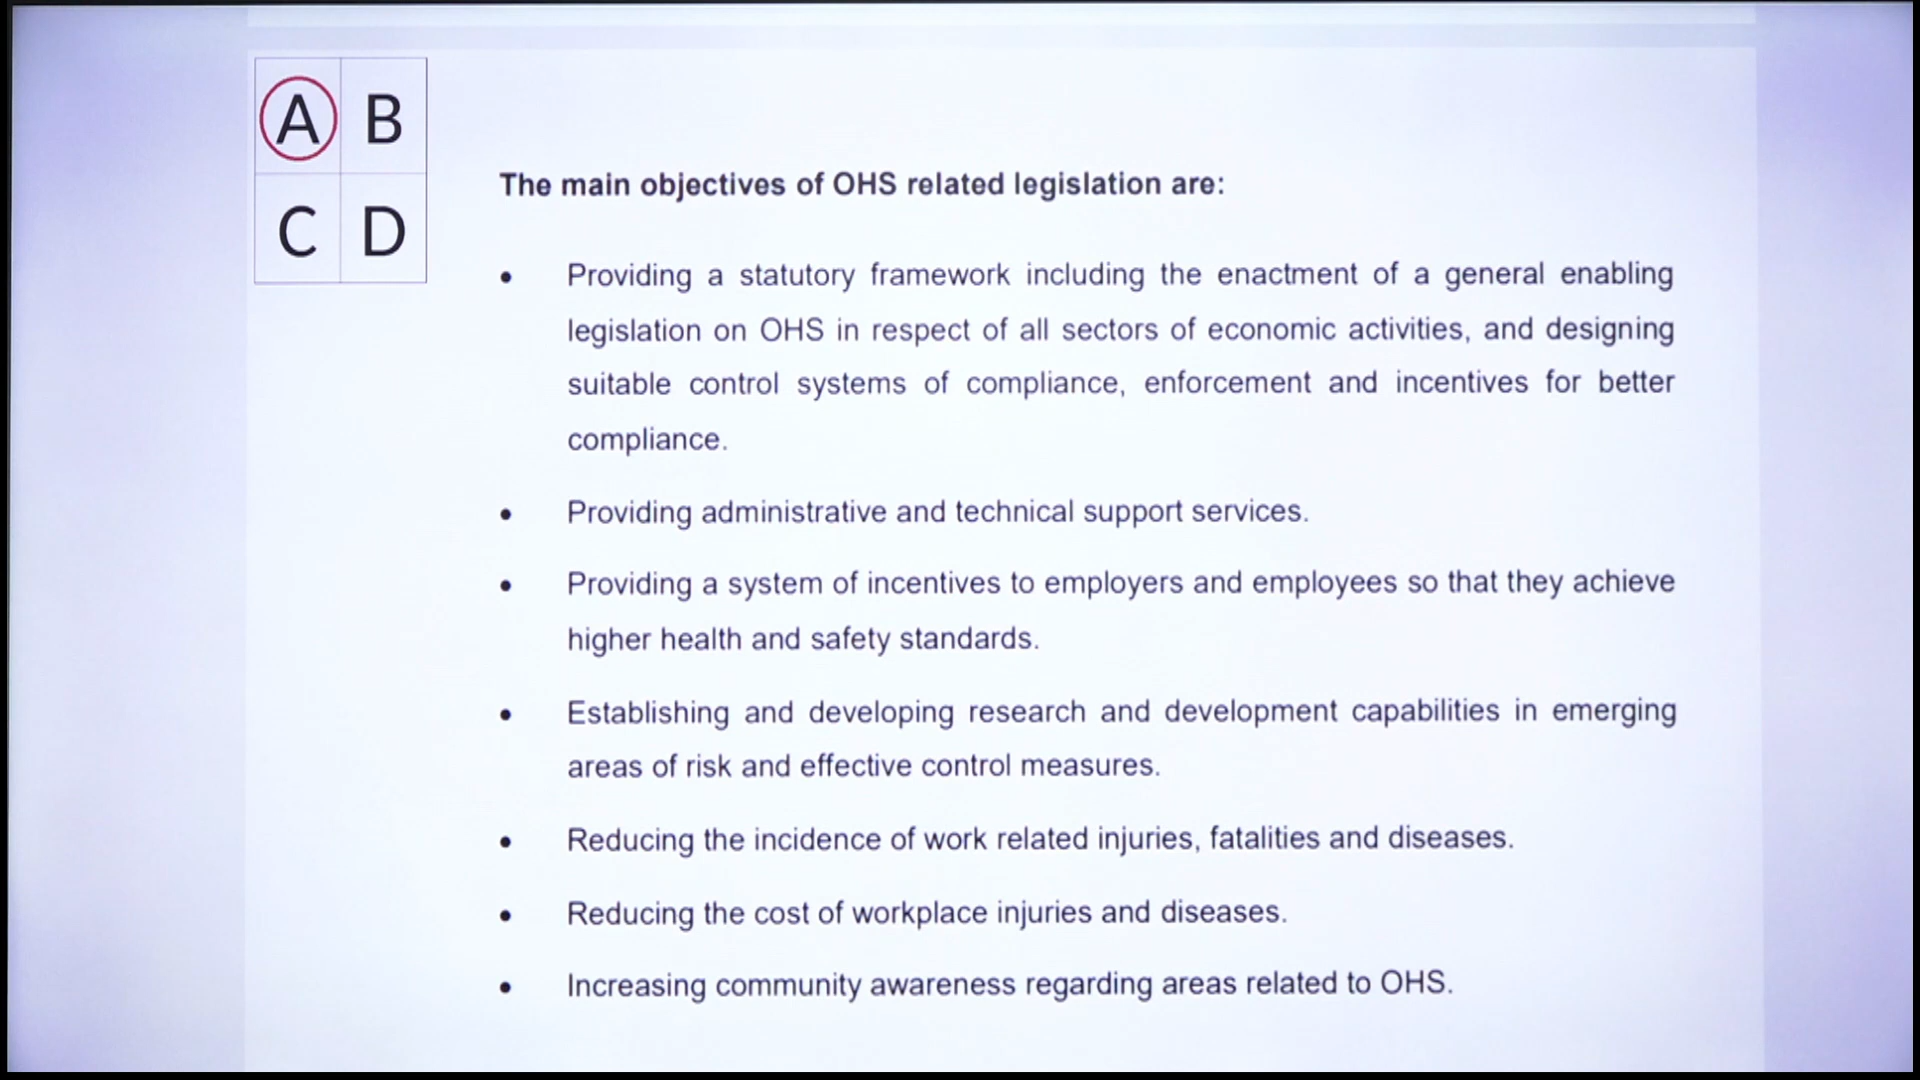 A B
C D
The main objectives of OHS related legislation are:
• Providing a statutory framework including the enactment of a general enabling
legislation on OHS in respect of all sectors of economic activities, and designing
suitable control systems of compliance, enforcement and incentives for better
compliance.
• Providing administrative and technical support services.
• Providing a system of incentives to employers and employees so that they achieve
higher health and safety standards.
• Establishing and developing research and development capabilities in emerging
areas of risk and effective control measures.
• Reducing the incidence of work related injuries, fatalities and diseases.
• Reducing the cost of workplace injuries and diseases.
• Increasing community awareness regarding areas related to OHS.